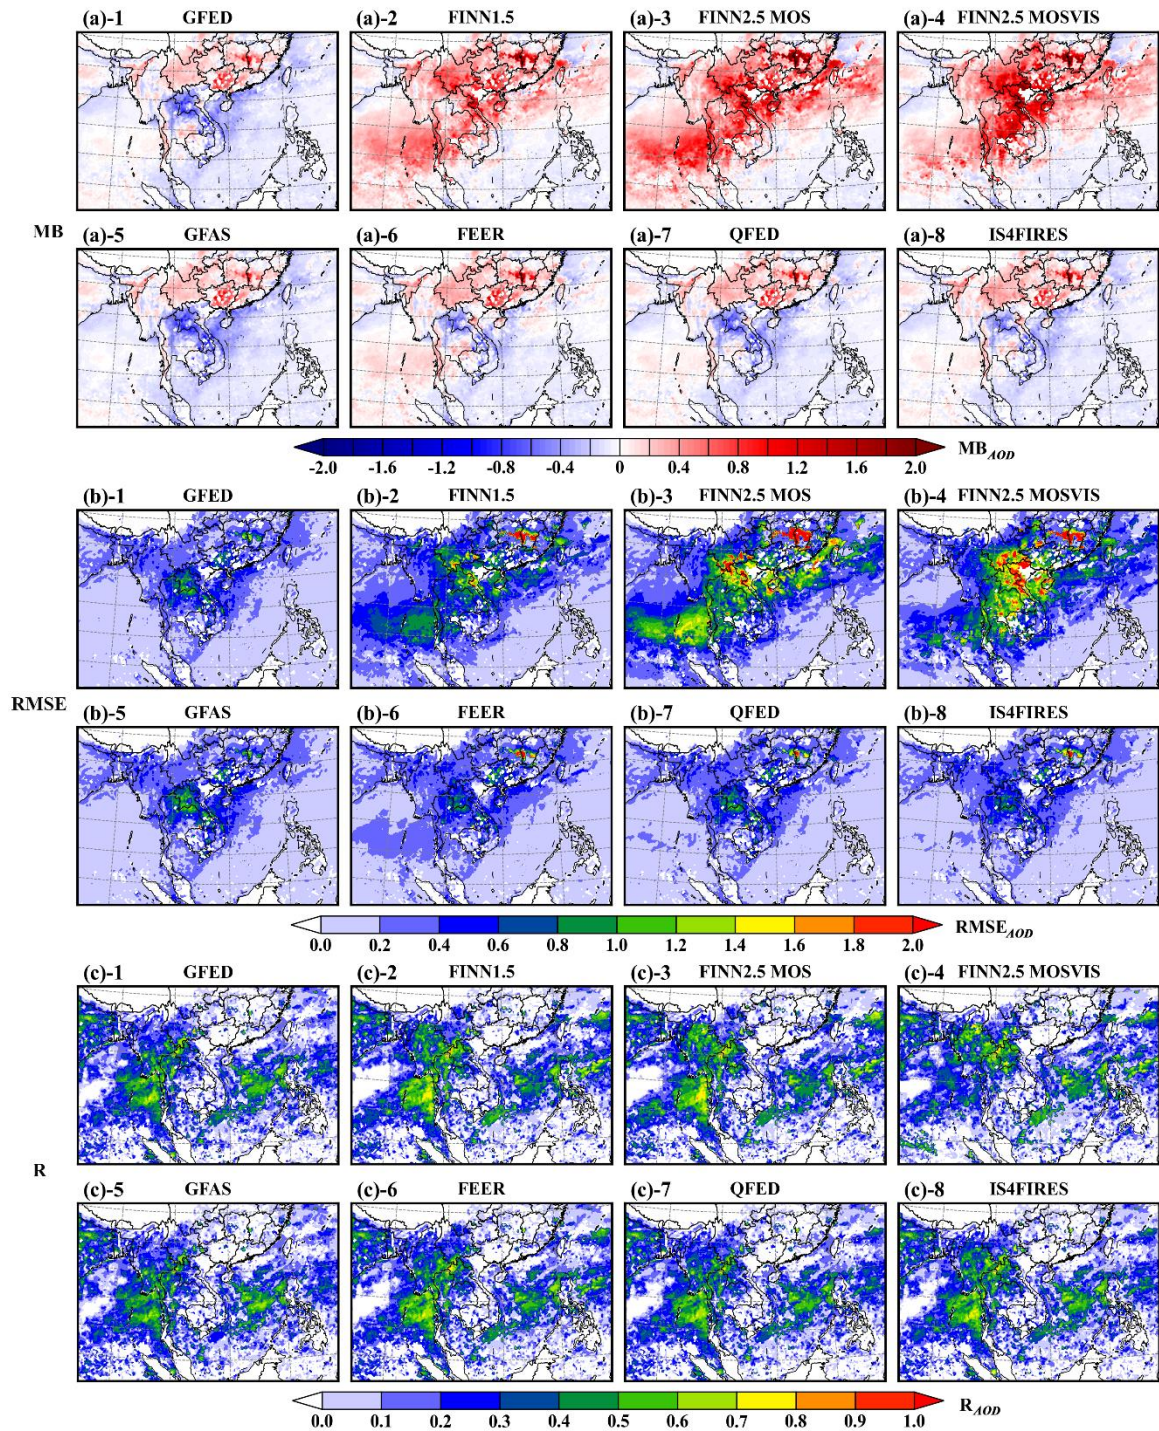 (a)-1 GFED (a)-2 FINN1.5 (a)-3 FINN2.5 MOS (a)-4 FINN2.5 MOSVIS
MB
(a)-5 GFAS (a)-6 FEER (a)-7 QFED (a)-8 IS4FIRES
-2.0 -1.6 -1.2 -0.8 -0.4 0 0.4 0.8 1.2 1.6 2.0 MB_AOD
(b)-1 GFED (b)-2 FINN1.5 (b)-3 FINN2.5 MOS (b)-4 FINN2.5 MOSVIS
RMSE
(b)-5 GFAS (b)-6 FEER (b)-7 QFED (b)-8 IS4FIRES
0.0 0.2 0.4 0.6 0.8 1.0 1.2 1.4 1.6 1.8 2.0 RMSE_AOD
(c)-1 GFED (c)-2 FINN1.5 (c)-3 FINN2.5 MOS (c)-4 FINN2.5 MOSVIS
R
(c)-5 GFAS (c)-6 FEER (c)-7 QFED (c)-8 IS4FIRES
0.0 0.1 0.2 0.3 0.4 0.5 0.6 0.7 0.8 0.9 1.0 R_AOD